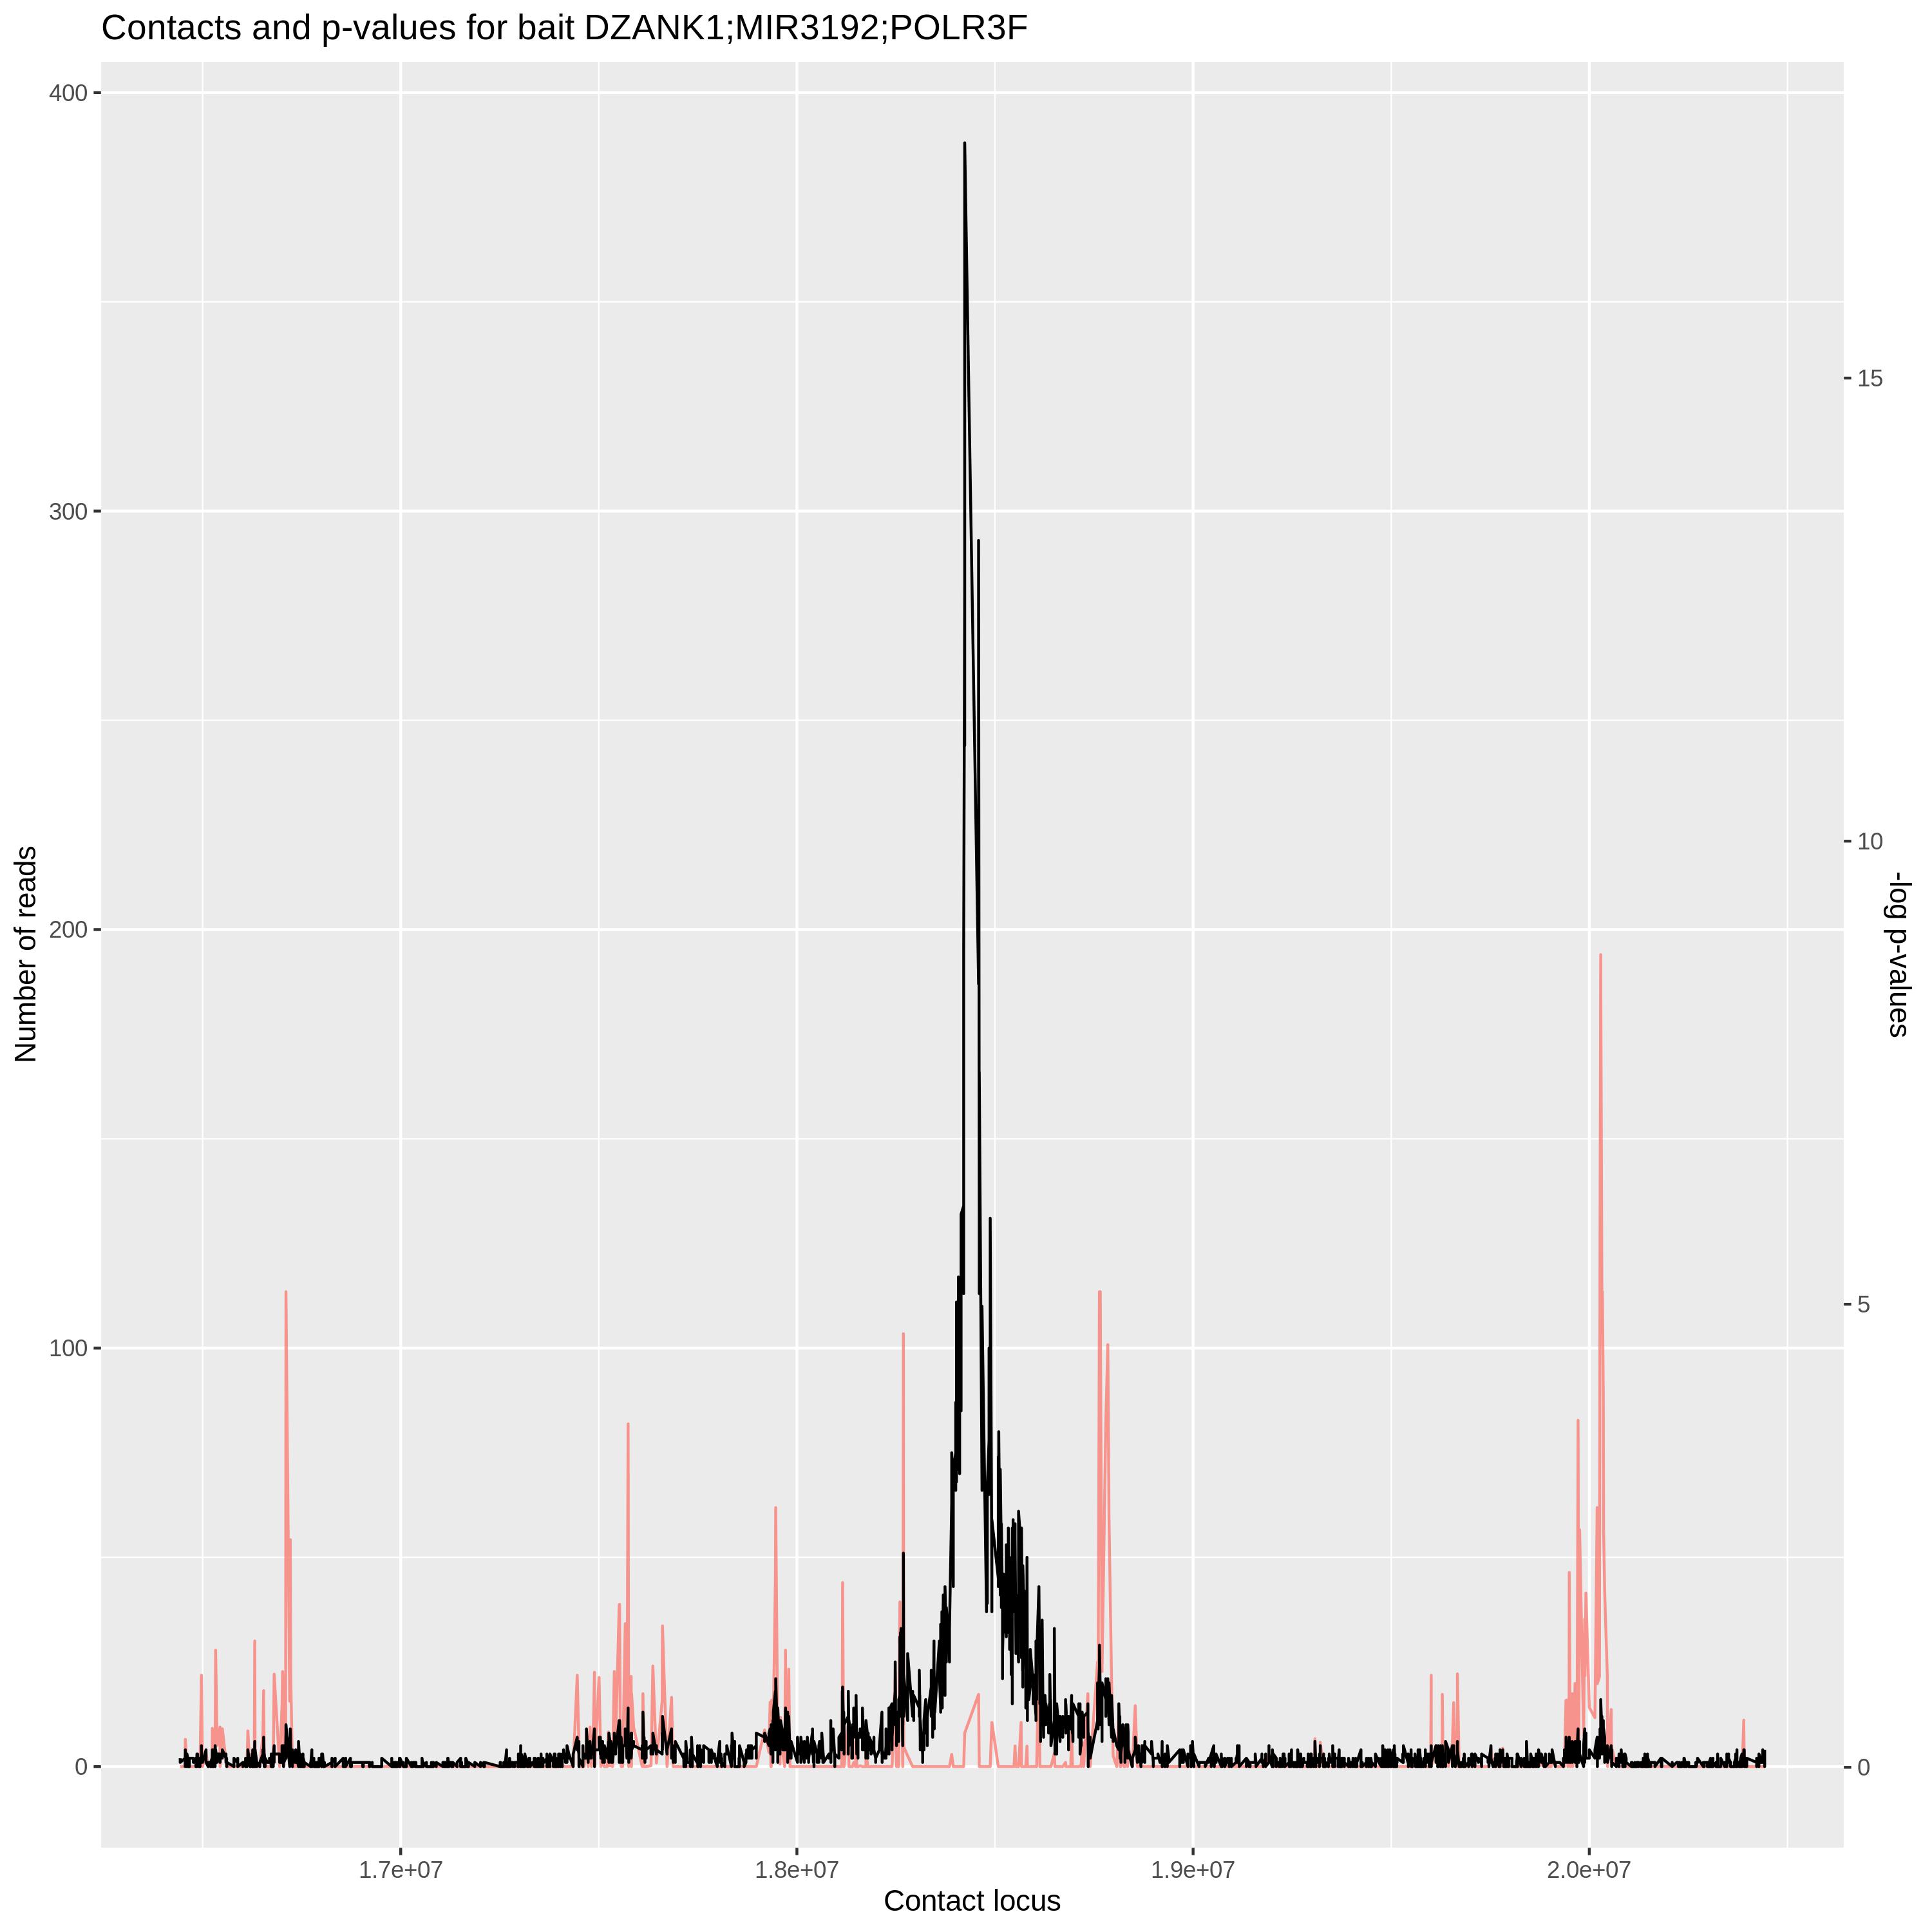 Contacts and p-values for bait DZANK1;MIR3192;POLR3F
400
300
200
100
0
Number of reads
15
10
5
0
-log p-values
1.7e+07 1.8e+07 1.9e+07 2.0e+07
Contact locus